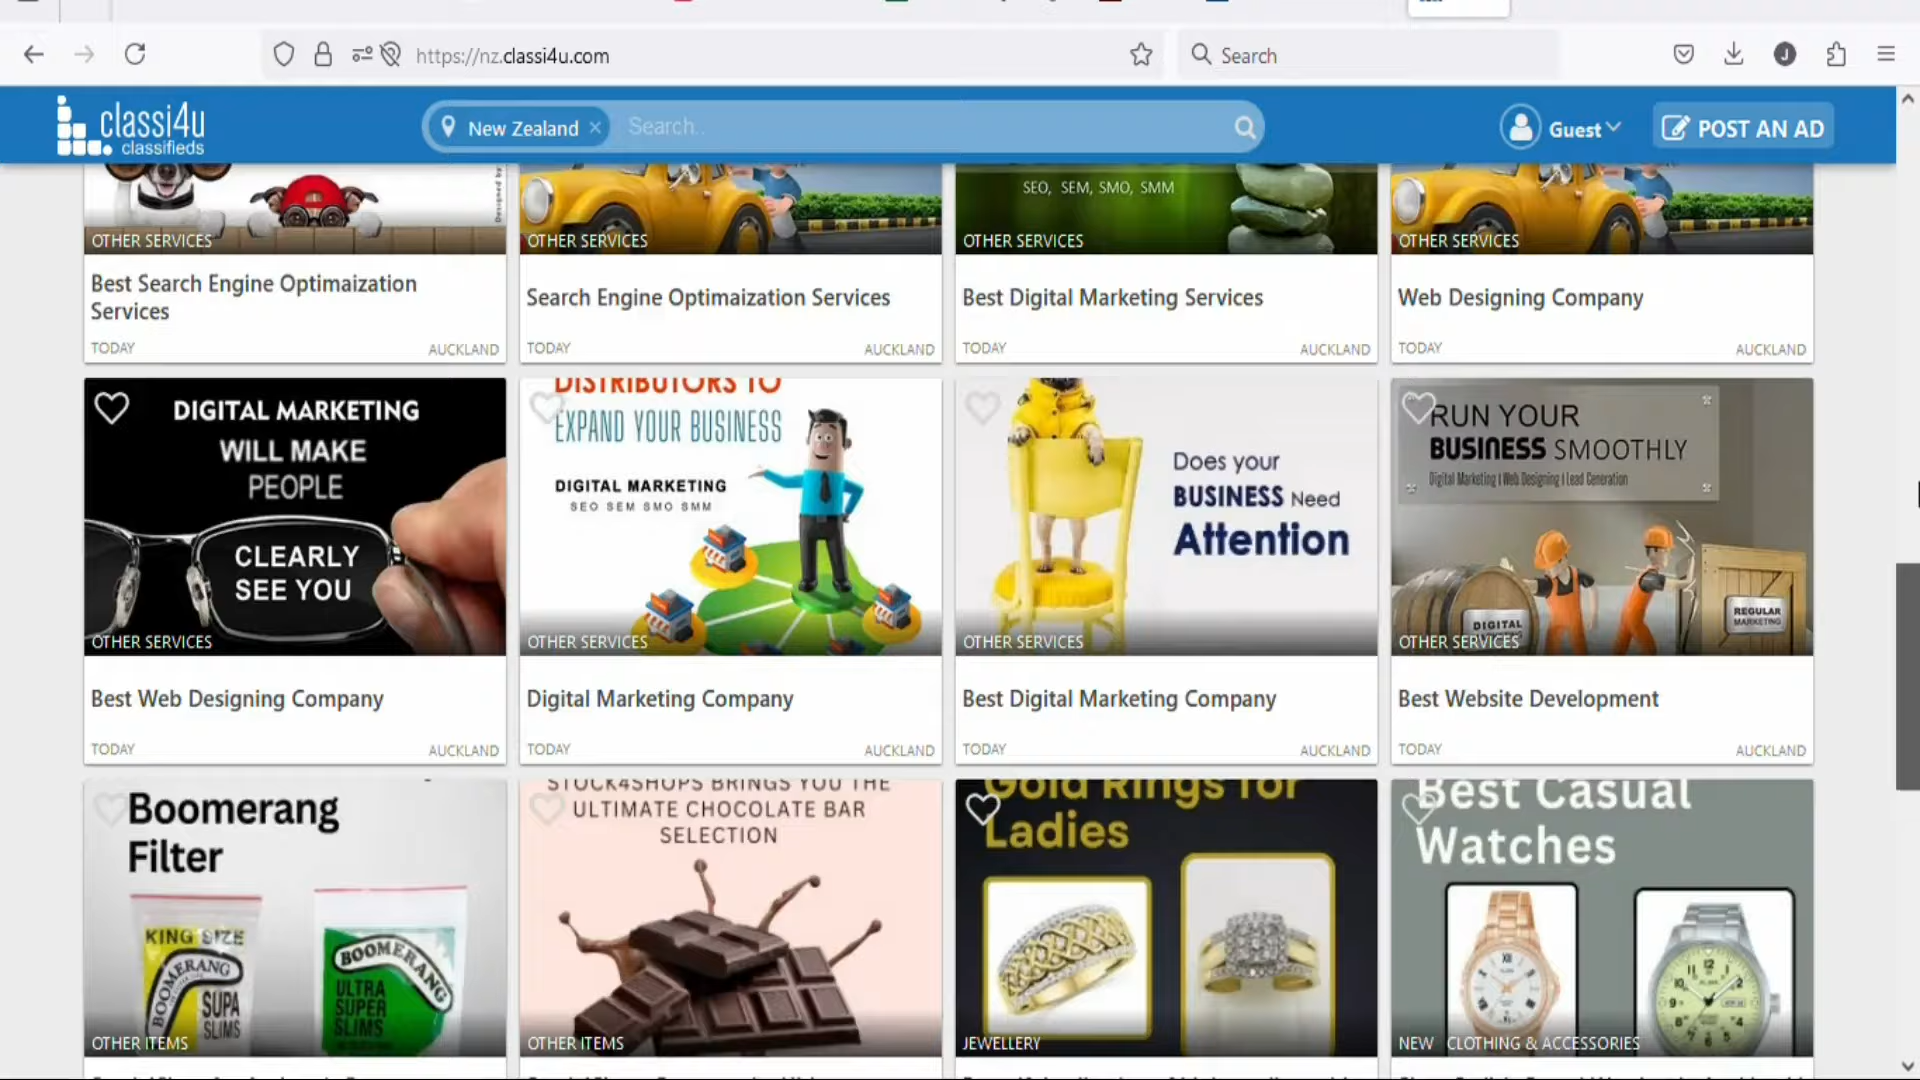 https://nz.classi4u.com
Search
J
classi4u
classifieds
New Zealand ×
Search..
Guest
POST AN AD
Designed by
OTHER SERVICES
Best Search Engine Optimaization
Services
TODAY
AUCKLAND
OTHER SERVICES
Search Engine Optimaization Services
TODAY
AUCKLAND
SEO, SEM, SMO, SMM
OTHER SERVICES
Best Digital Marketing Services
TODAY
AUCKLAND
OTHER SERVICES
Web Designing Company
TODAY
AUCKLAND
DIGITAL MARKETING
WILL MAKE
PEOPLE
CLEARLY
SEE YOU
OTHER SERVICES
Best Web Designing Company
TODAY
AUCKLAND
DISTRIBUTORS TO
EXPAND YOUR BUSINESS
DIGITAL MARKETING
SEO SEM SMO SMM
OTHER SERVICES
Digital Marketing Company
TODAY
AUCKLAND
Does your
BUSINESS Need
Attention
OTHER SERVICES
Best Digital Marketing Company
TODAY
AUCKLAND
RUN YOUR
BUSINESS SMOOTHLY
Digital Marketing | Web Designing | Lead Generation
DIGITAL
REGULAR
MARKETING
OTHER SERVICES
Best Website Development
TODAY
AUCKLAND
Boomerang
Filter
KING SIZE
BOOMERANG
SUPA
SLIMS
BOOMERANG
ULTRA
SUPER
SLIMS
OTHER ITEMS
STOCK4SHOPS BRINGS YOU THE
ULTIMATE CHOCOLATE BAR
SELECTION
OTHER ITEMS
Gold Rings for
Ladies
JEWELLERY
Best Casual
Watches
NEW CLOTHING & ACCESSORIES